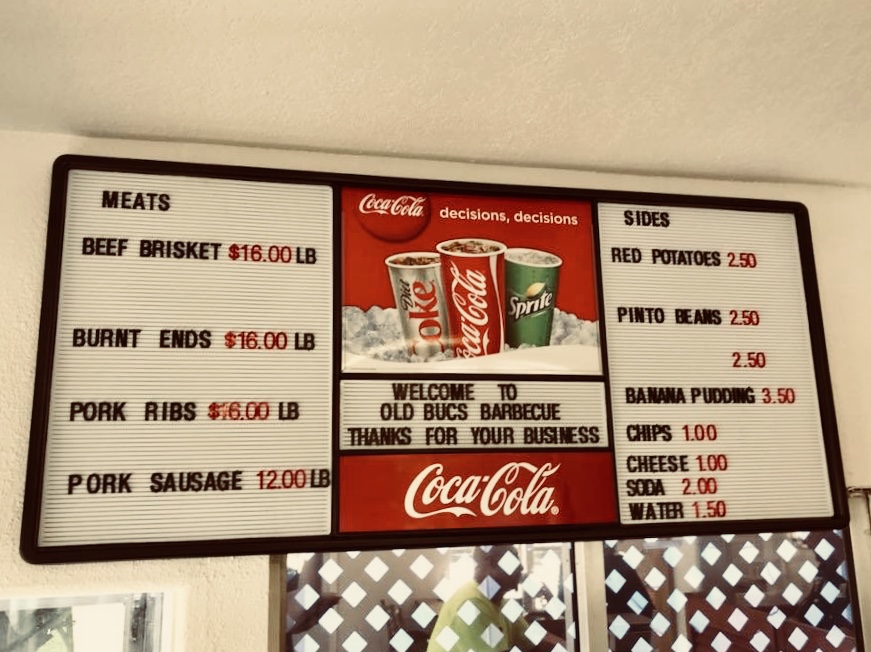 MEATS
BEEF BRISKET $16.00 LB
BURNT ENDS $16.00 LB
PORK RIBS $16.00 LB
PORK SAUSAGE 12.00 LB
Coca-Cola decisions, decisions
Diet Coke
Coca-Cola
Sprite
WELCOME TO
OLD BUCS BARBECUE
THANKS FOR YOUR BUSINESS
Coca-Cola®
SIDES
RED POTATOES 2.50
PINTO BEANS 2.50
2.50
BANANA PUDDING 3.50
CHIPS 1.00
CHEESE 1.00
SODA 2.00
WATER 1.50